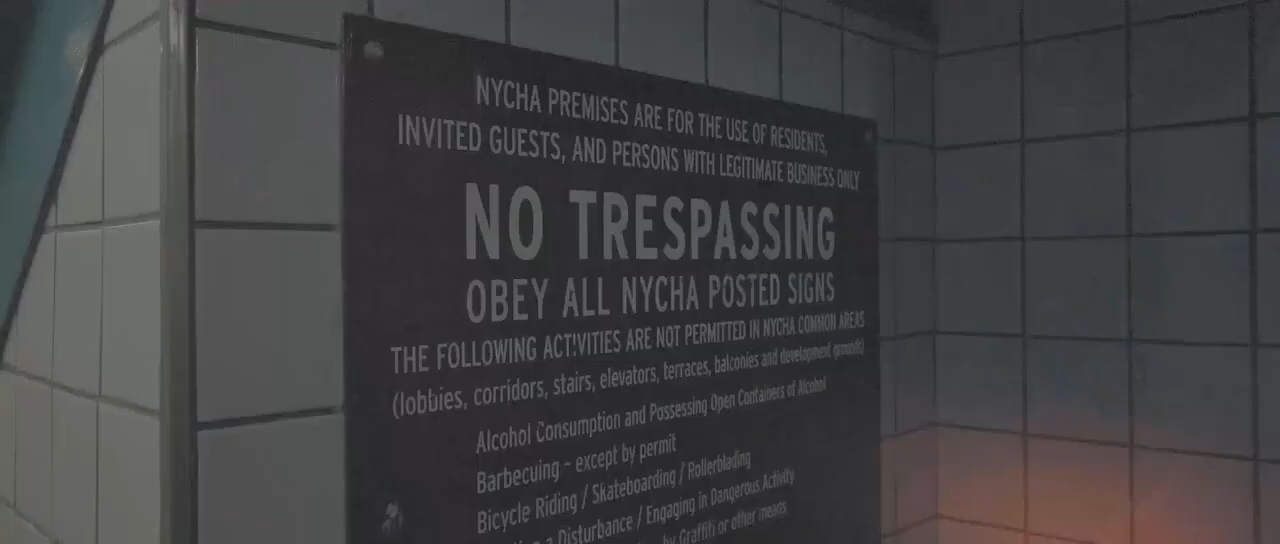 NYCHA PREMISES ARE FOR THE USE OF RESIDENTS,
INVITED GUESTS, AND PERSONS WITH LEGITIMATE BUSINESS ONLY
NO TRESPASSING
OBEY ALL NYCHA POSTED SIGNS
THE FOLLOWING ACTIVITIES ARE NOT PERMITTED IN NYCHA COMMON AREAS
(lobbies, corridors, stairs, elevators, terraces, balconies and development grounds)
Alcohol Consumption and Possessing Open Containers of Alcohol
Barbecuing - except by permit
Bicycle Riding / Skateboarding / Rollerblading
a Disturbance / Engaging in Dangerous Activity
by Graffiti or other means